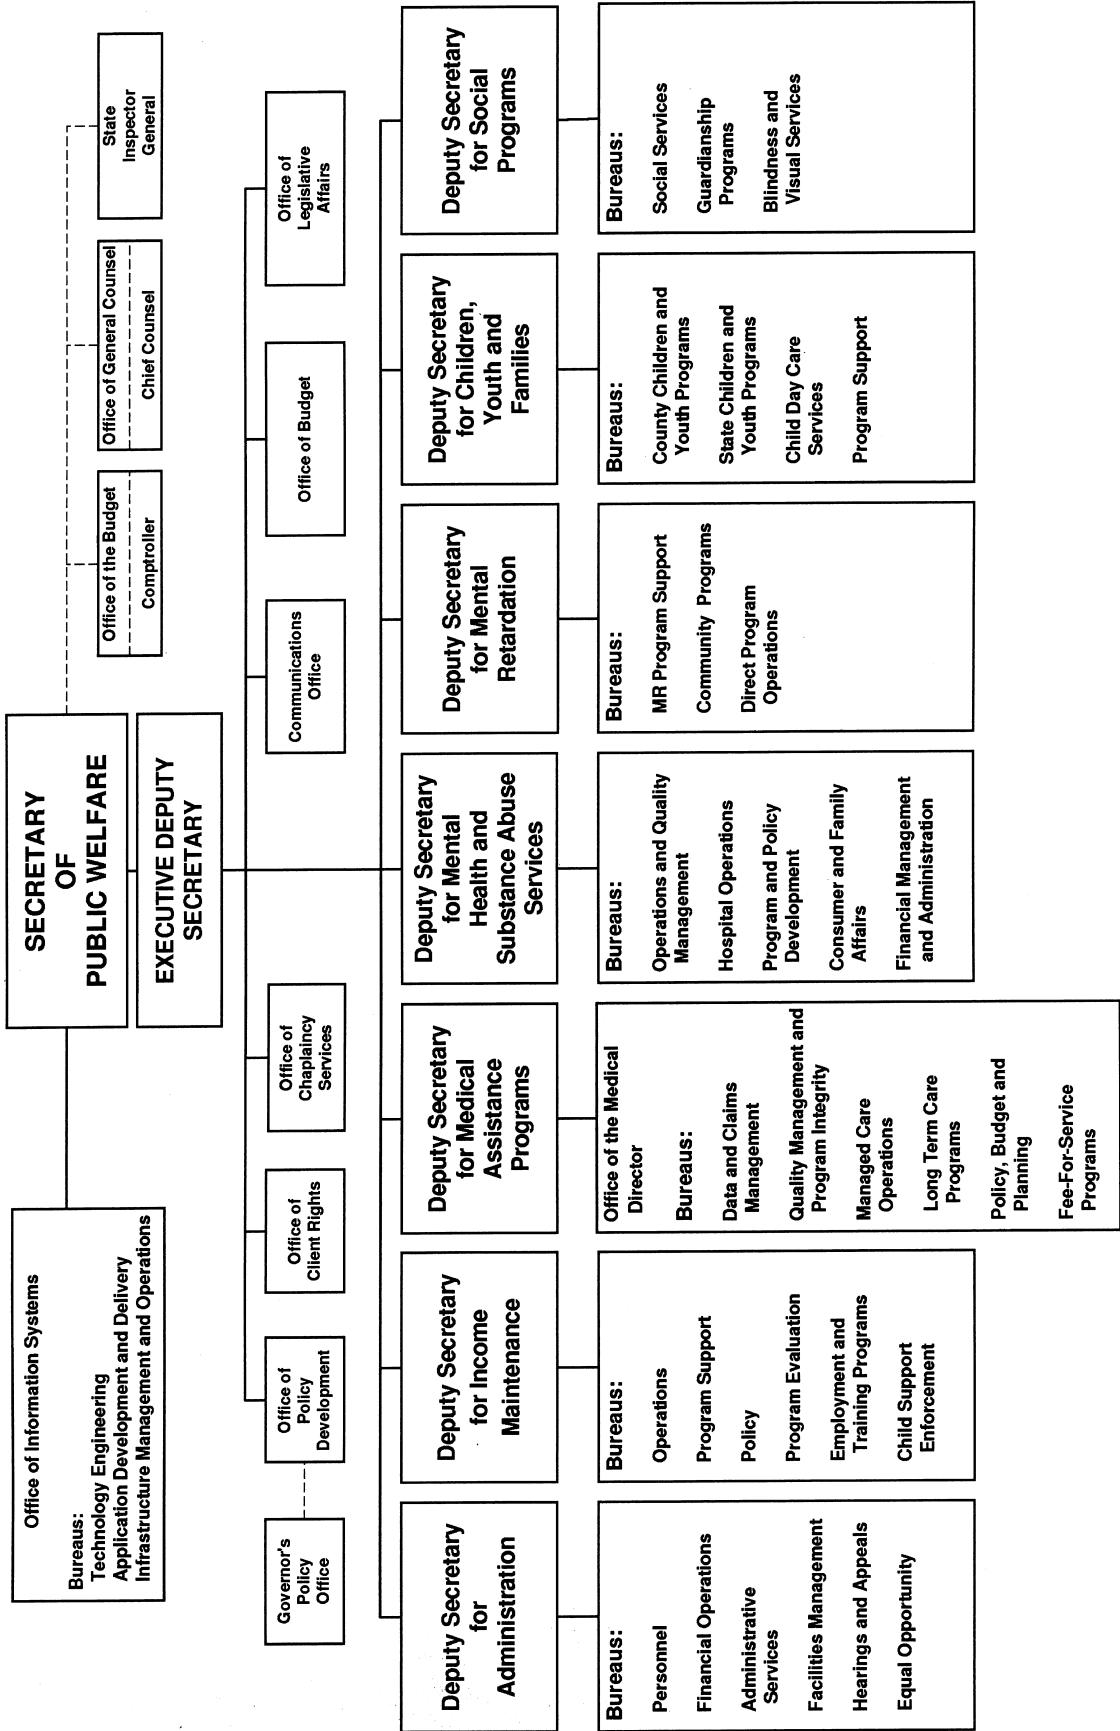 SECRETARY
OF
PUBLIC WELFARE
EXECUTIVE DEPUTY
SECRETARY
Office of Information Systems
Bureaus:
Technology Engineering
Application Development and Delivery
Infrastructure Management and Operations
Office of the Budget
Comptroller
Office of General Counsel
Chief Counsel
State
Inspector
General
Governor's
Policy
Office
Office of
Policy
Development
Office of
Client Rights
Office of
Chaplaincy
Services
Communications
Office
Office of Budget
Office of
Legislative
Affairs
Deputy Secretary
for
Administration
Bureaus:
Personnel
Financial Operations
Administrative
Services
Facilities Management
Hearings and Appeals
Equal Opportunity
Deputy Secretary
for Income
Maintenance
Bureaus:
Operations
Program Support
Policy
Program Evaluation
Employment and
Training Programs
Child Support
Enforcement
Deputy Secretary
for Medical
Assistance
Programs
Office of the Medical
Director
Bureaus:
Data and Claims
Management
Quality Management and
Program Integrity
Managed Care
Operations
Long Term Care
Programs
Policy, Budget and
Planning
Fee-For-Service
Programs
Deputy Secretary
for Mental
Health and
Substance Abuse
Services
Bureaus:
Operations and Quality
Management
Hospital Operations
Program and Policy
Development
Consumer and Family
Affairs
Financial Management
and Administration
Deputy Secretary
for Mental
Retardation
Bureaus:
MR Program Support
Community Programs
Direct Program
Operations
Deputy Secretary
for Children,
Youth and
Families
Bureaus:
County Children and
Youth Programs
State Children and
Youth Programs
Child Day Care
Services
Program Support
Deputy Secretary
for Social
Programs
Bureaus:
Social Services
Guardianship
Programs
Blindness and
Visual Services